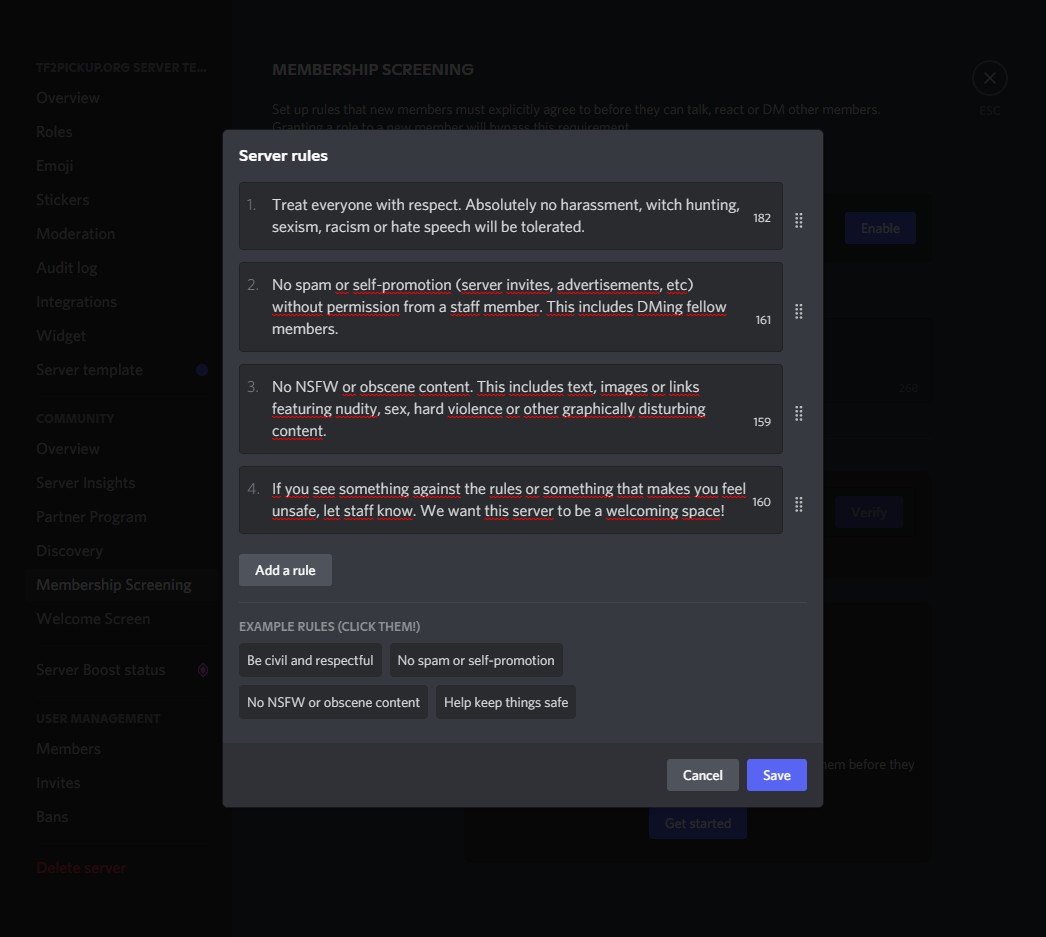 TF2PICKUP.ORG SERVER TE...
Overview
Roles
Emoji
Stickers
Moderation
Audit log
Integrations
Widget
Server template
COMMUNITY
Overview
Server Insights
Partner Program
Discovery
Membership Screening
Welcome Screen
Server Boost status
USER MANAGEMENT
Members
Invites
Bans
Delete server
MEMBERSHIP SCREENING
Set up rules that new members must explicitly agree to before they can talk, react or DM other members.
Granting a role to a new member will bypass this requirement.
ESC
Enable
280
Verify
hem before they
Get started
Server rules
1. Treat everyone with respect. Absolutely no harassment, witch hunting,
sexism, racism or hate speech will be tolerated.
182
2. No spam or self-promotion (server invites, advertisements, etc)
without permission from a staff member. This includes DMing fellow
members.
161
3. No NSFW or obscene content. This includes text, images or links
featuring nudity, sex, hard violence or other graphically disturbing
content.
159
4. If you see something against the rules or something that makes you feel
unsafe, let staff know. We want this server to be a welcoming space!
160
Add a rule
EXAMPLE RULES (CLICK THEM!)
Be civil and respectful
No spam or self-promotion
No NSFW or obscene content
Help keep things safe
Cancel
Save